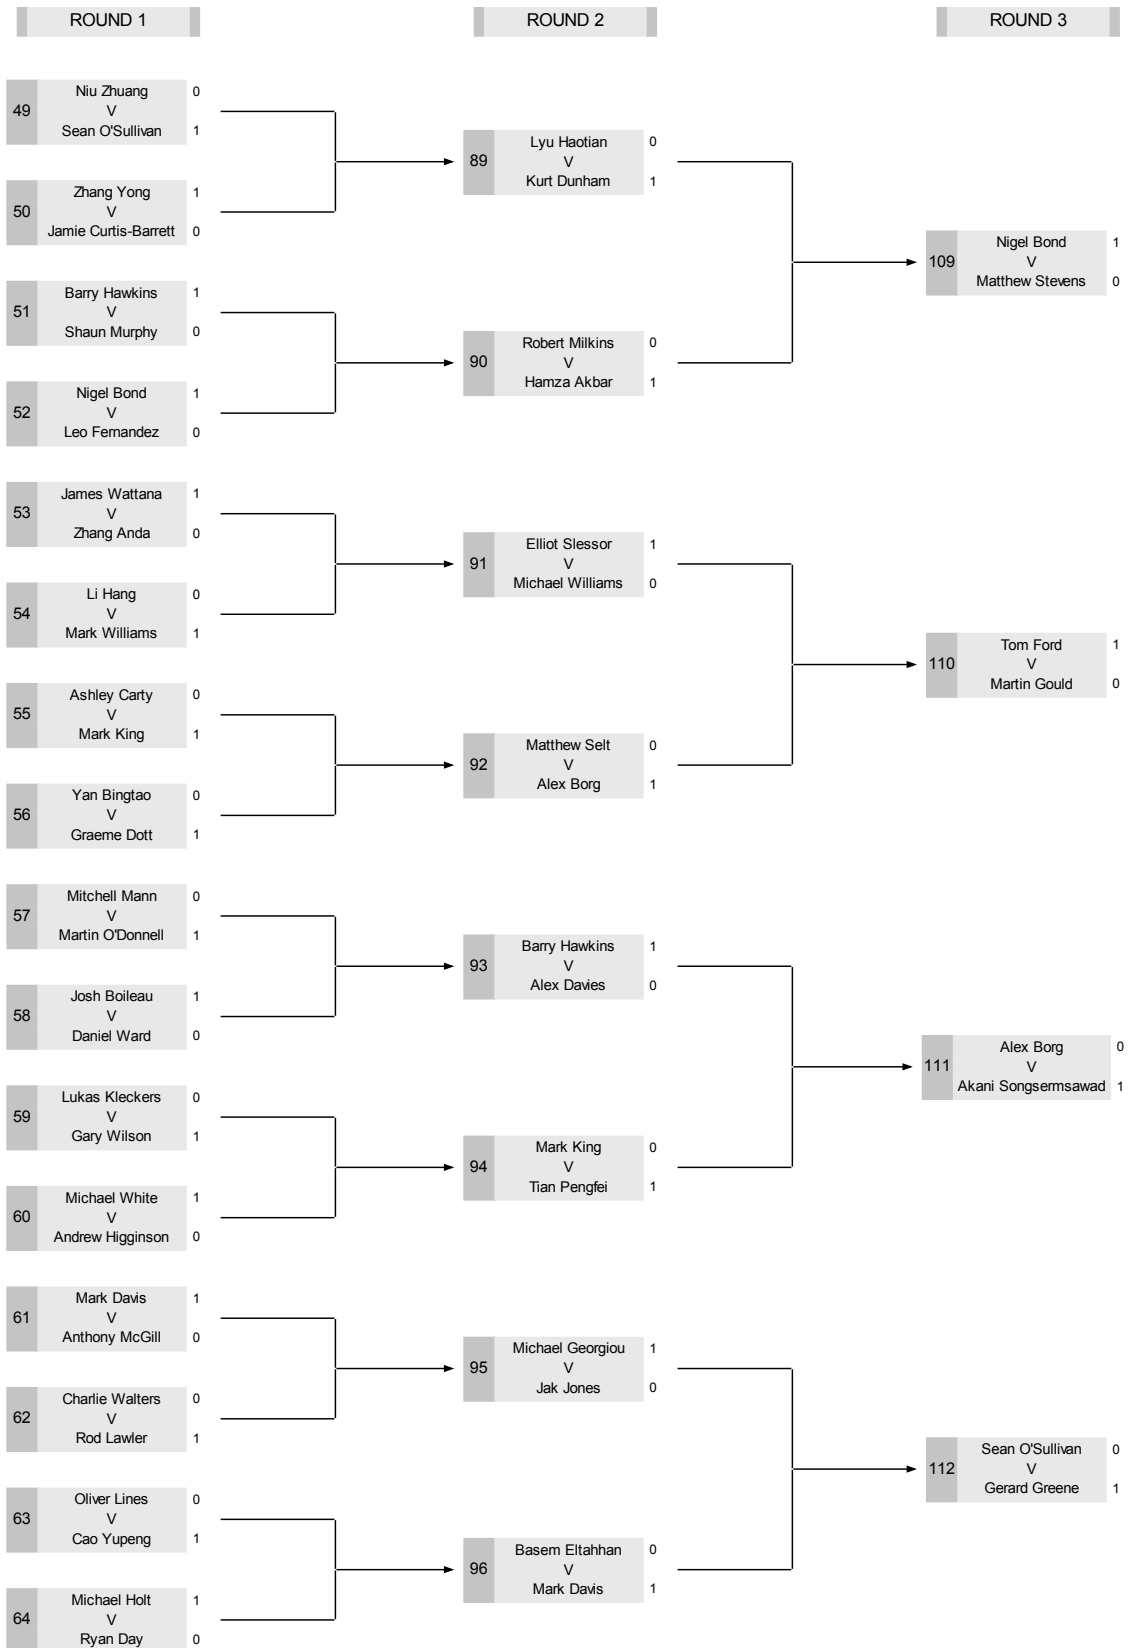 ROUND 1
ROUND 2
ROUND 3
49
Niu Zhuang 0
V
Sean O'Sullivan 1
50
Zhang Yong 1
V
Jamie Curtis-Barrett 0
51
Barry Hawkins 1
V
Shaun Murphy 0
52
Nigel Bond 1
V
Leo Fernandez 0
53
James Wattana 1
V
Zhang Anda 0
54
Li Hang 0
V
Mark Williams 1
55
Ashley Carty 0
V
Mark King 1
56
Yan Bingtao 0
V
Graeme Dott 1
57
Mitchell Mann 0
V
Martin O'Donnell 1
58
Josh Boileau 1
V
Daniel Ward 0
59
Lukas Kleckers 0
V
Gary Wilson 1
60
Michael White 1
V
Andrew Higginson 0
61
Mark Davis 1
V
Anthony McGill 0
62
Charlie Walters 0
V
Rod Lawler 1
63
Oliver Lines 0
V
Cao Yupeng 1
64
Michael Holt 1
V
Ryan Day 0
89
Lyu Haotian 0
V
Kurt Dunham 1
90
Robert Milkins 0
V
Hamza Akbar 1
91
Elliot Slessor 1
V
Michael Williams 0
92
Matthew Selt 0
V
Alex Borg 1
93
Barry Hawkins 1
V
Alex Davies 0
94
Mark King 0
V
Tian Pengfei 1
95
Michael Georgiou 1
V
Jak Jones 0
96
Basem Eltahhan 0
V
Mark Davis 1
109
Nigel Bond 1
V
Matthew Stevens 0
110
Tom Ford 1
V
Martin Gould 0
111
Alex Borg 0
V
Akani Songsermsawad 1
112
Sean O'Sullivan 0
V
Gerard Greene 1